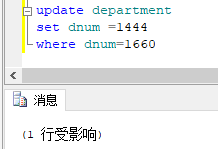 update department
set dnum =1444
where dnum=1660
消息
(1 行受影响)